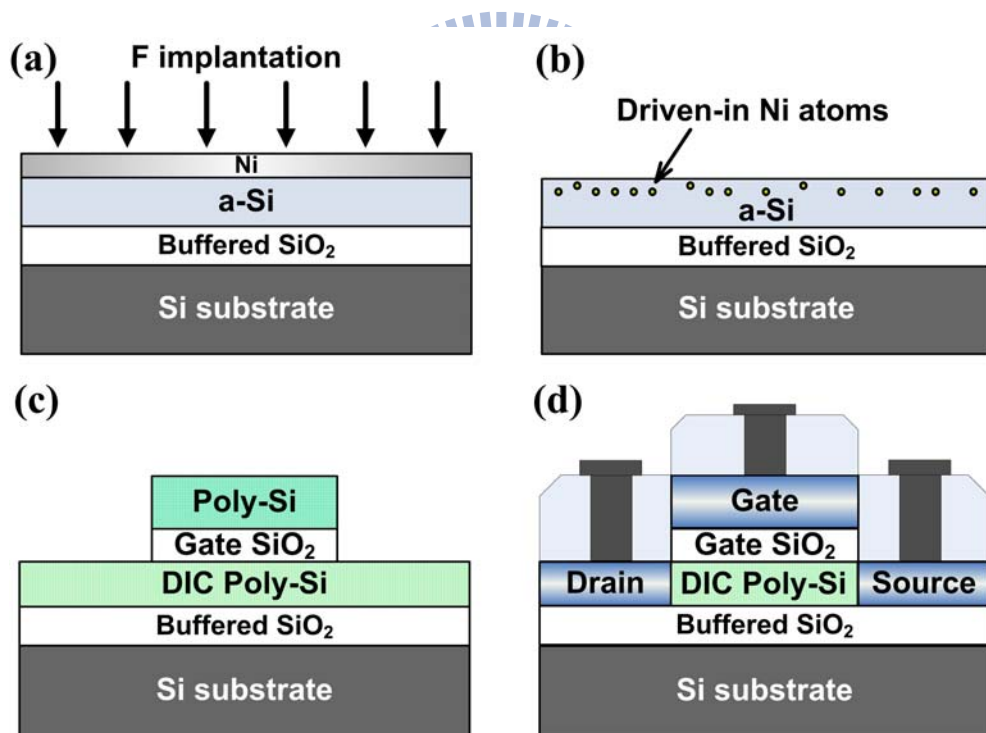 (a)
F implantation
Ni
a-Si
Buffered SiO₂
Si substrate
(b)
Driven-in Ni atoms
a-Si
Buffered SiO₂
Si substrate
(c)
Poly-Si
Gate SiO₂
DIC Poly-Si
Buffered SiO₂
Si substrate
(d)
Gate
Gate SiO₂
Drain DIC Poly-Si Source
Buffered SiO₂
Si substrate